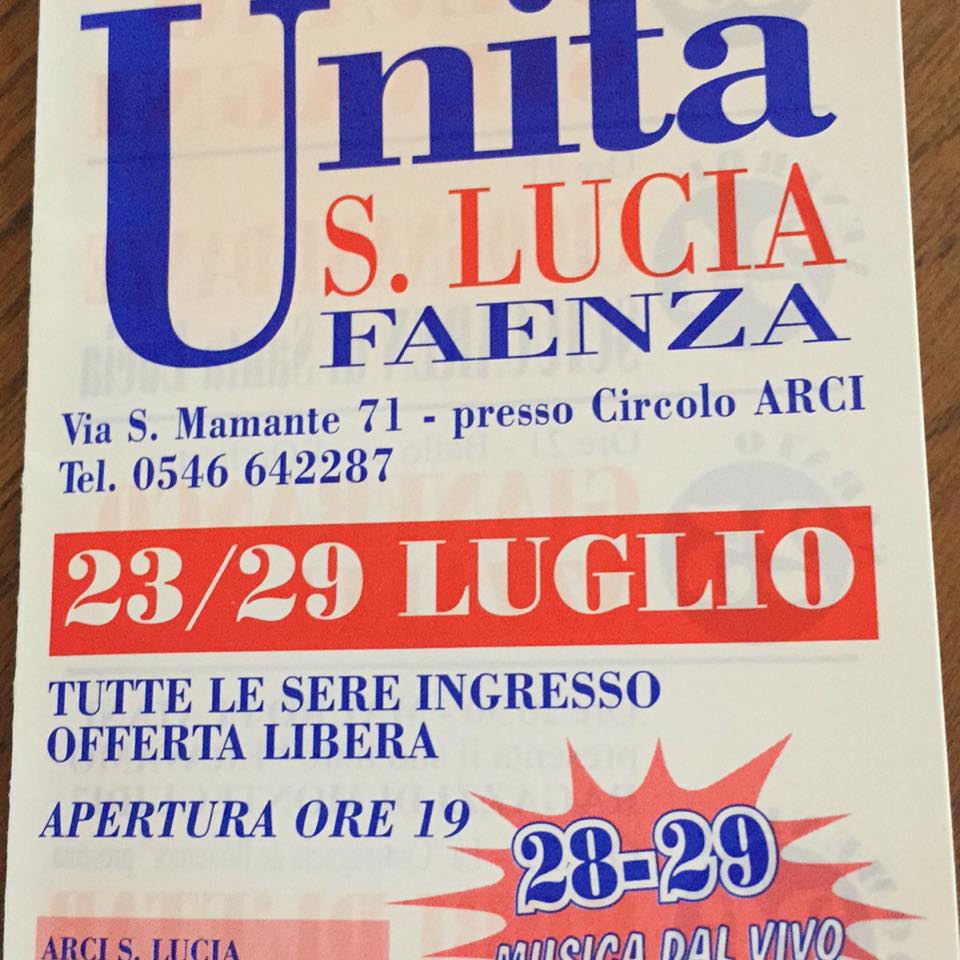 Unita
S. LUCIA
FAENZA
Via S. Mamante 71 - presso Circolo ARCI
Tel. 0546 642287
23/29 LUGLIO
TUTTE LE SERE INGRESSO
OFFERTA LIBERA
APERTURA ORE 19
28-29
MUSICA DAL VIVO
ARCI S. LUCIA